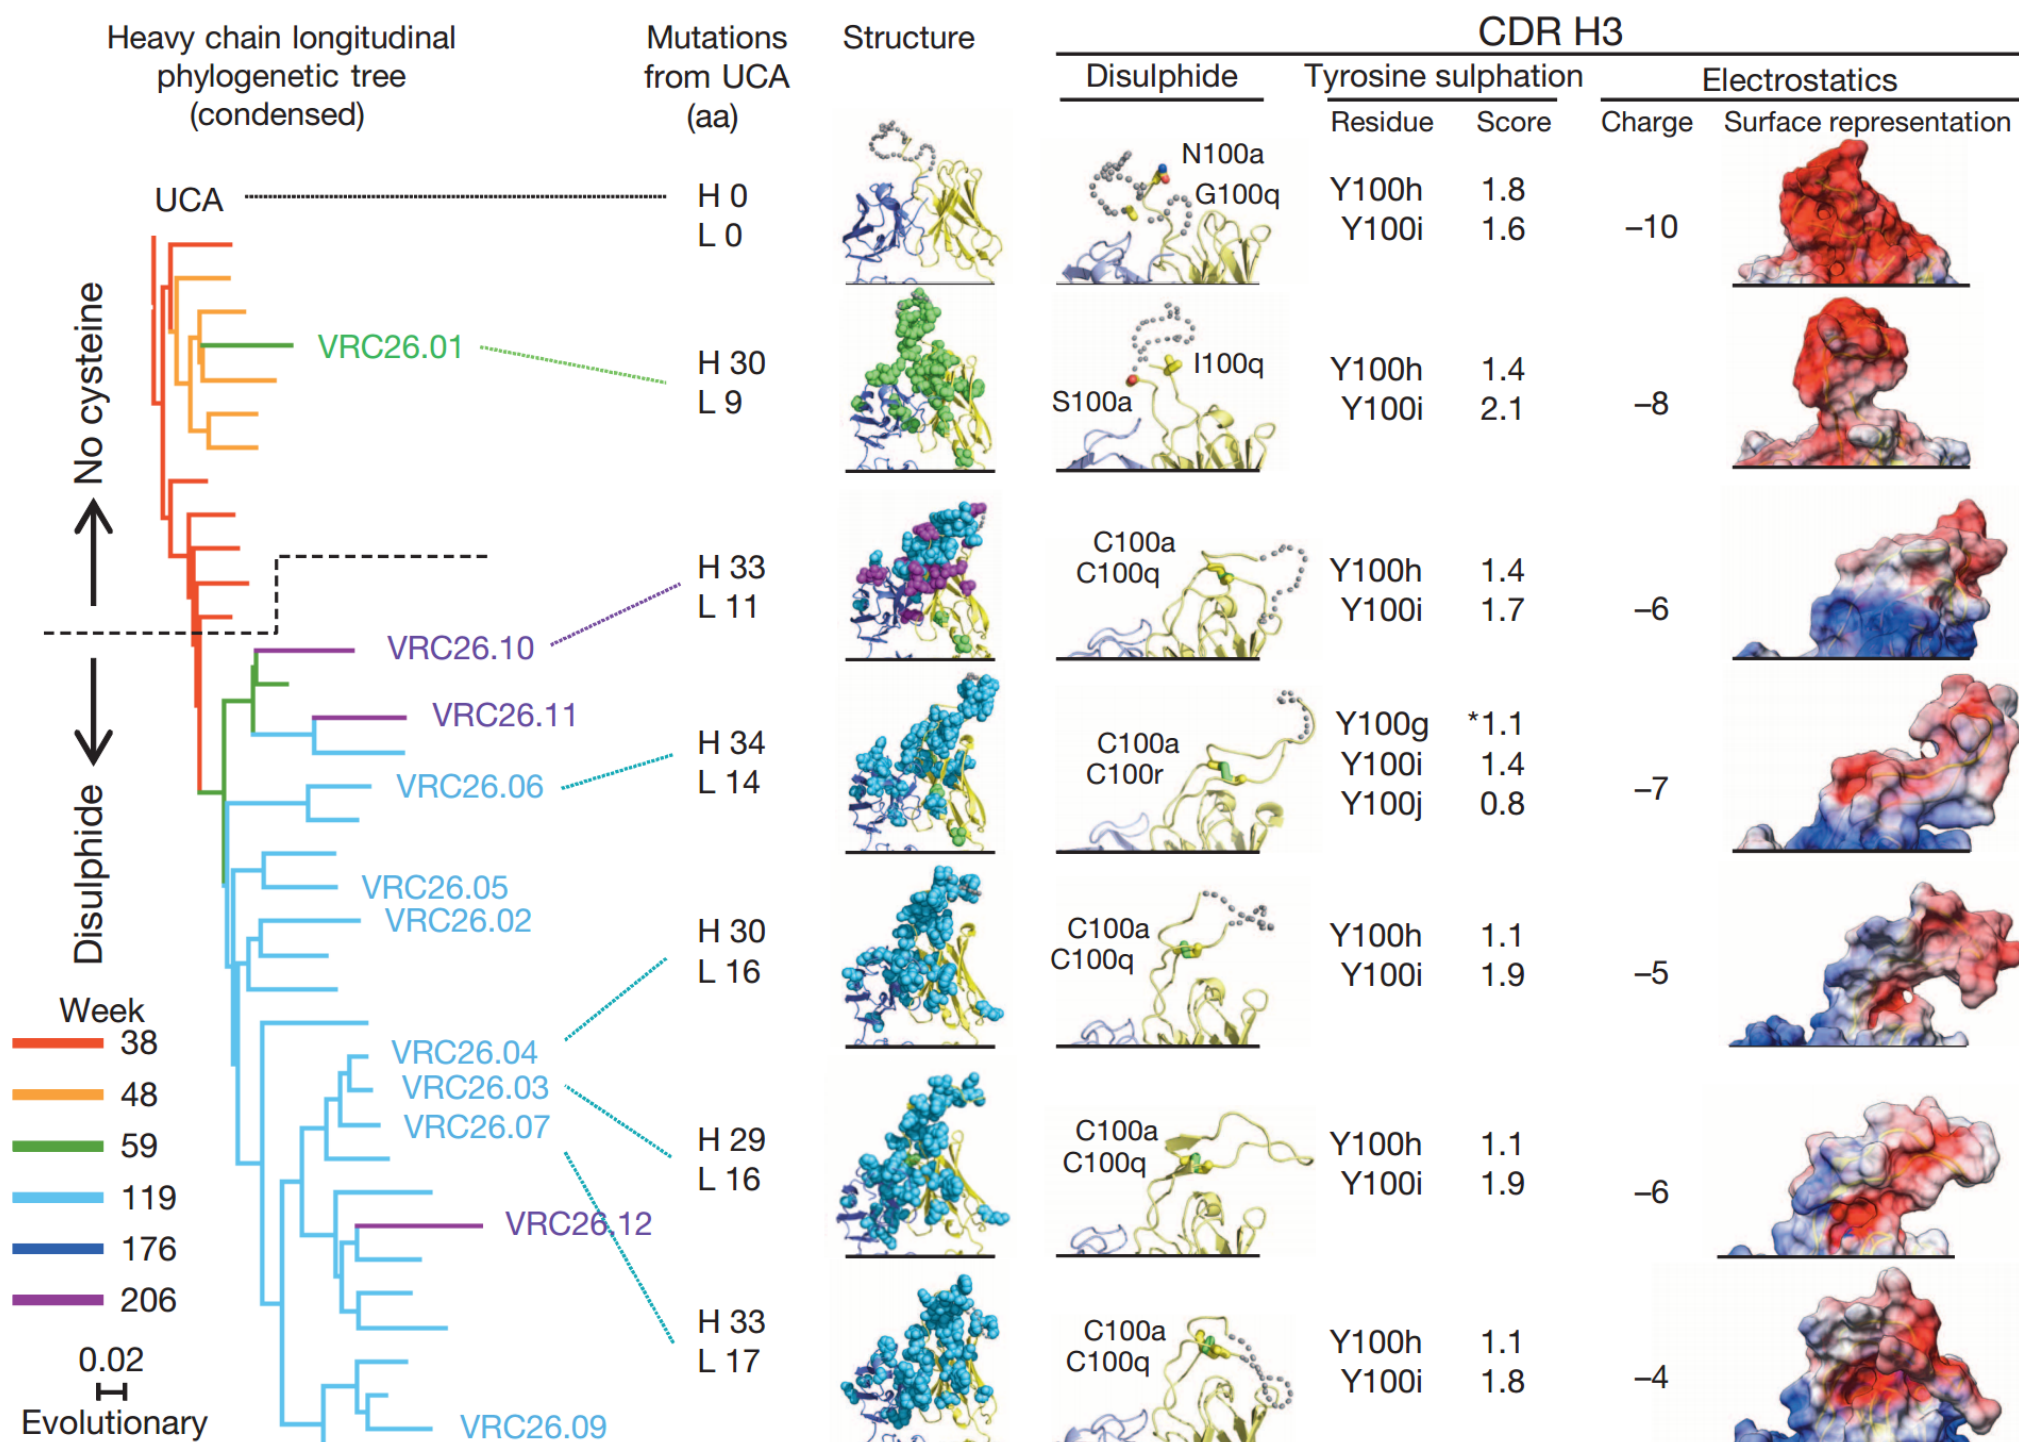 Heavy chain longitudinal
phylogenetic tree
(condensed)
Mutations
from UCA
(aa)
Structure
CDR H3
Disulphide
Tyrosine sulphation
Electrostatics
Residue
Score
Charge
Surface representation
UCA
H 0
L 0
N100a
G100q
Y100h 1.8
Y100i 1.6
–10
No cysteine
VRC26.01
H 30
L 9
I100q
S100a
Y100h 1.4
Y100i 2.1
–8
VRC26.10
H 33
L 11
C100a
C100q
Y100h 1.4
Y100i 1.7
–6
VRC26.11
VRC26.06
H 34
L 14
C100a
C100r
Y100g *1.1
Y100i 1.4
Y100j 0.8
–7
Disulphide
VRC26.05
VRC26.02
H 30
L 16
C100a
C100q
Y100h 1.1
Y100i 1.9
–5
VRC26.04
VRC26.03
VRC26.07
H 29
L 16
C100a
C100q
Y100h 1.1
Y100i 1.9
–6
VRC26.12
H 33
L 17
C100a
C100q
Y100h 1.1
Y100i 1.8
–4
VRC26.09
Week
38
48
59
119
176
206
0.02
Evolutionary